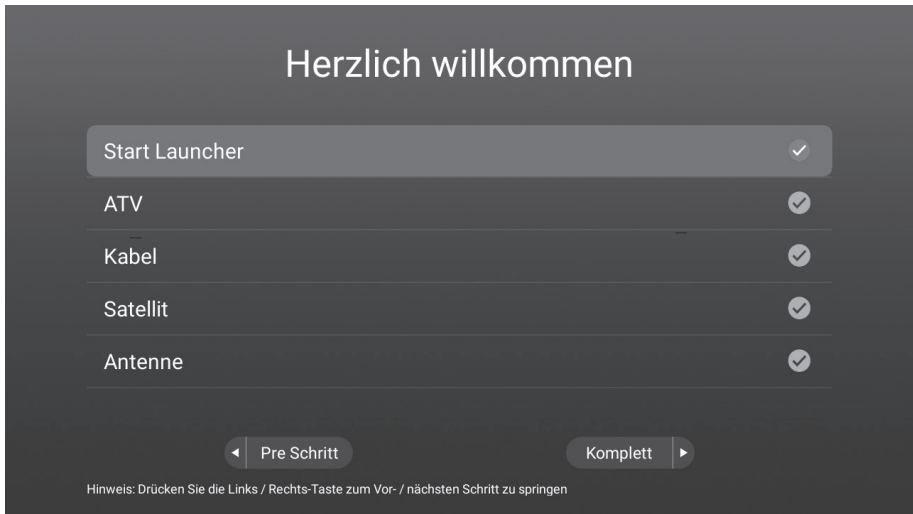 Herzlich willkommen
Start Launcher
ATV
Kabel
Satellit
Antenne
Pre Schritt
Komplett
Hinweis: Drücken Sie die Links / Rechts-Taste zum Vor- / nächsten Schritt zu springen